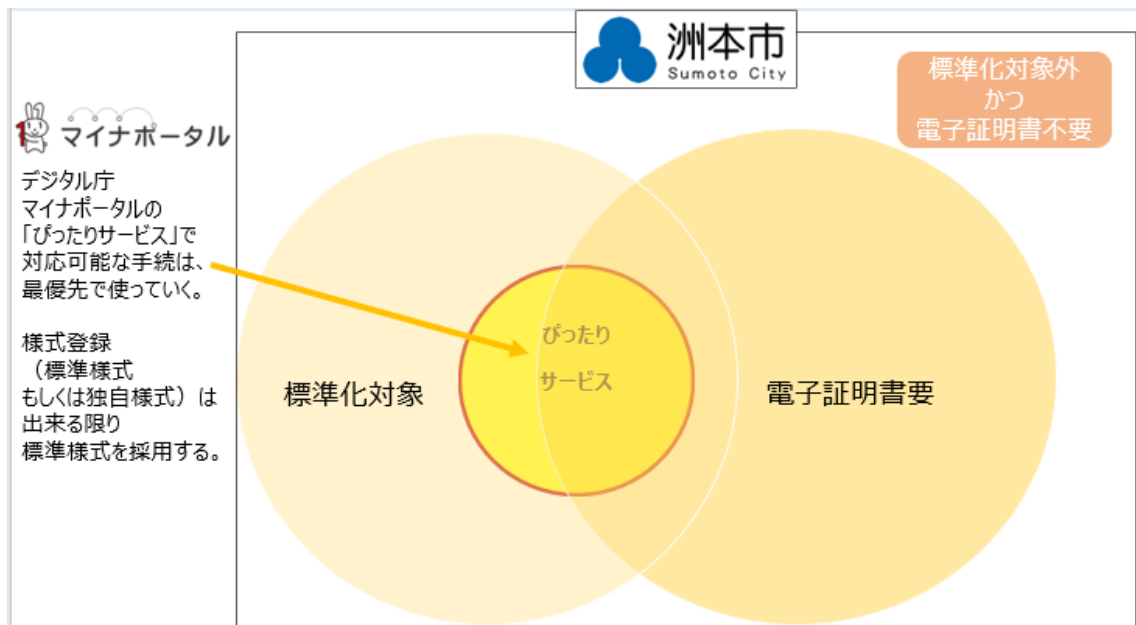 洲本市
Sumoto City
標準化対象外
かつ
電子証明書不要
マイナポータル
デジタル庁
マイナポータルの
「ぴったりサービス」で
対応可能な手続は、
最優先で使っていく。
様式登録
（標準様式
もしくは独自様式）は
出来る限り
標準様式を採用する。
標準化対象
ぴったり
サービス
電子証明書要